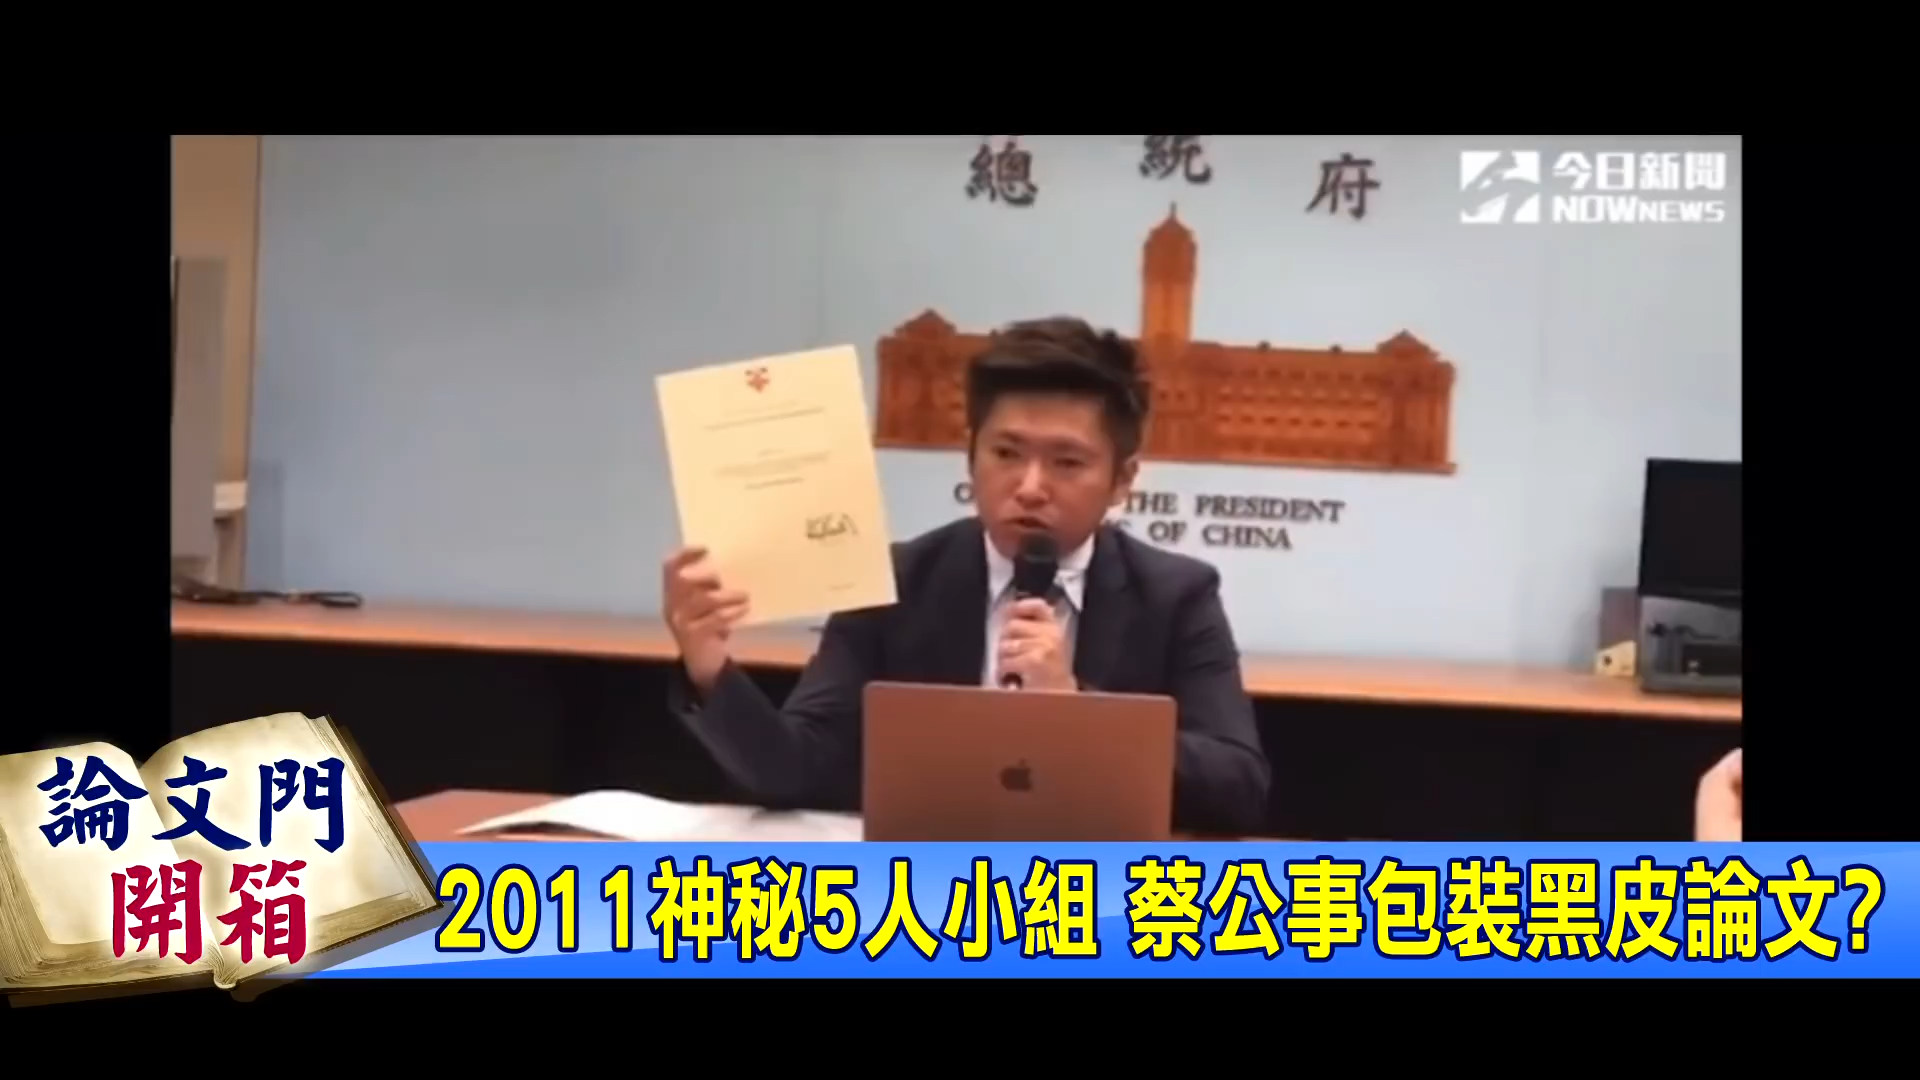 總統府
今日新聞
NOWNEWS
THE PRESIDENT
OF CHINA
論文門
開箱
2011神秘5人小組 蔡公事包裝黑皮論文?